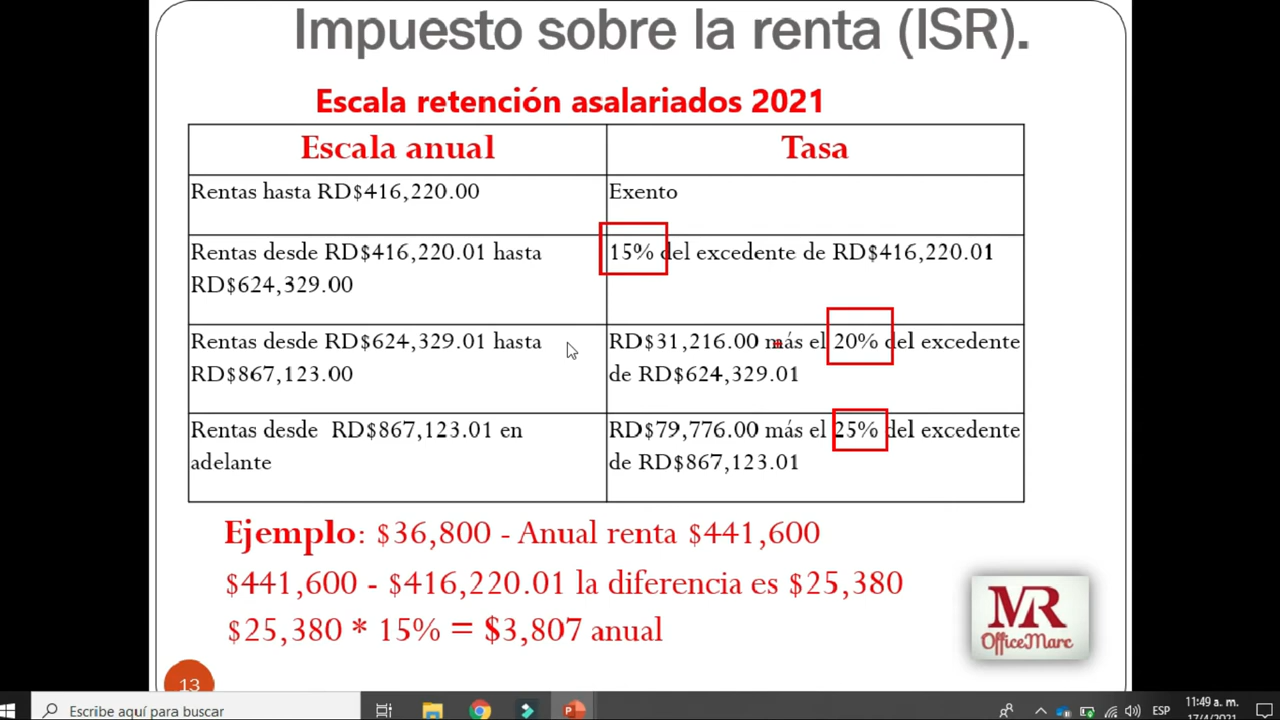 Impuesto sobre la renta (ISR).
Escala retención asalariados 2021
Escala anual
Tasa
Rentas hasta RD$416,220.00
Exento
Rentas desde RD$416,220.01 hasta
RD$624,329.00
15% del excedente de RD$416,220.01
Rentas desde RD$624,329.01 hasta
RD$867,123.00
RD$31,216.00 más el 20% del excedente
de RD$624,329.01
Rentas desde RD$867,123.01 en
adelante
RD$79,776.00 más el 25% del excedente
de RD$867,123.01
Ejemplo: $36,800 - Anual renta $441,600
$441,600 - $416,220.01 la diferencia es $25,380
$25,380 * 15% = $3,807 anual
MR
OfficeMarc
13
Escribe aquí para buscar
ESP
11:49 a. m.
17/4/2021